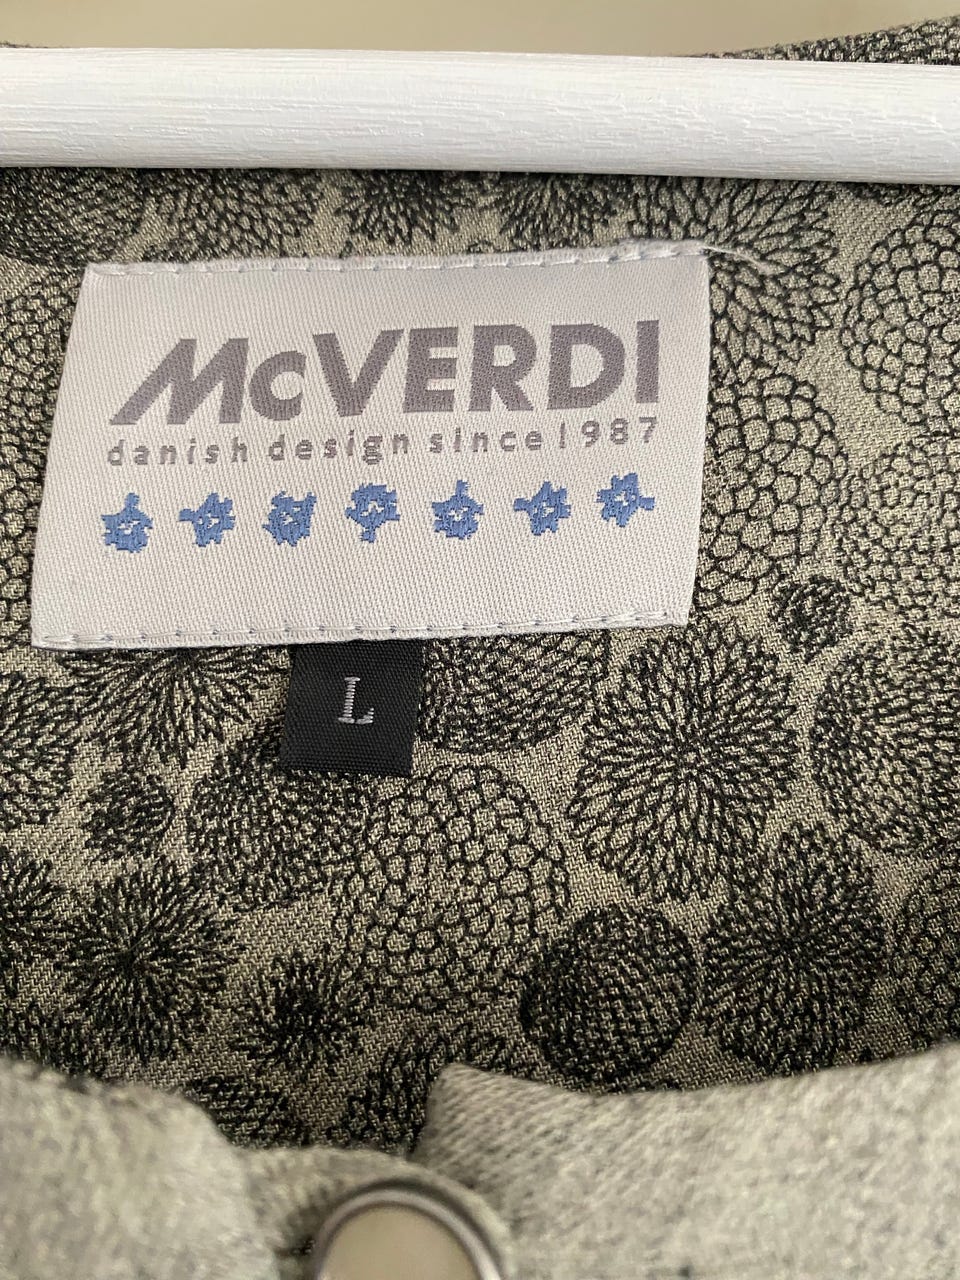 McVERDI
danish design since 1987
L